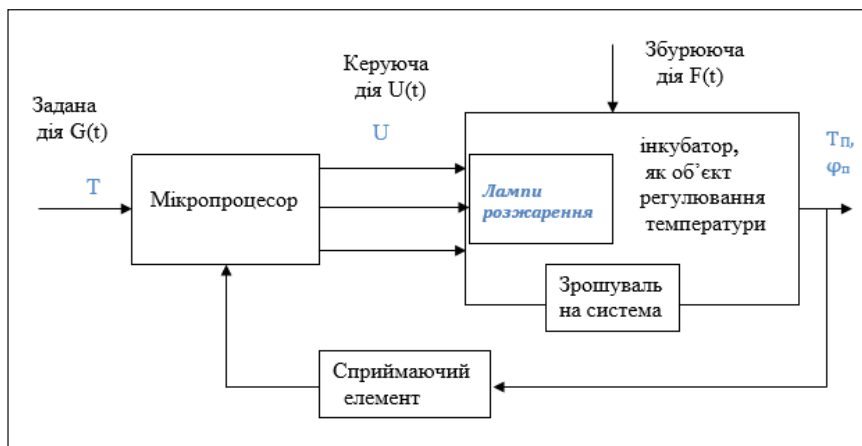 Задана
дія G(t)
T
Мікропроцесор
Керуюча
дія U(t)
U
Збурююча
дія F(t)
Лампи
розжарення
інкубатор,
як об’єкт
регулювання
температури
Зрошуваль
на система
Tп,
φп
Сприймаючий
елемент